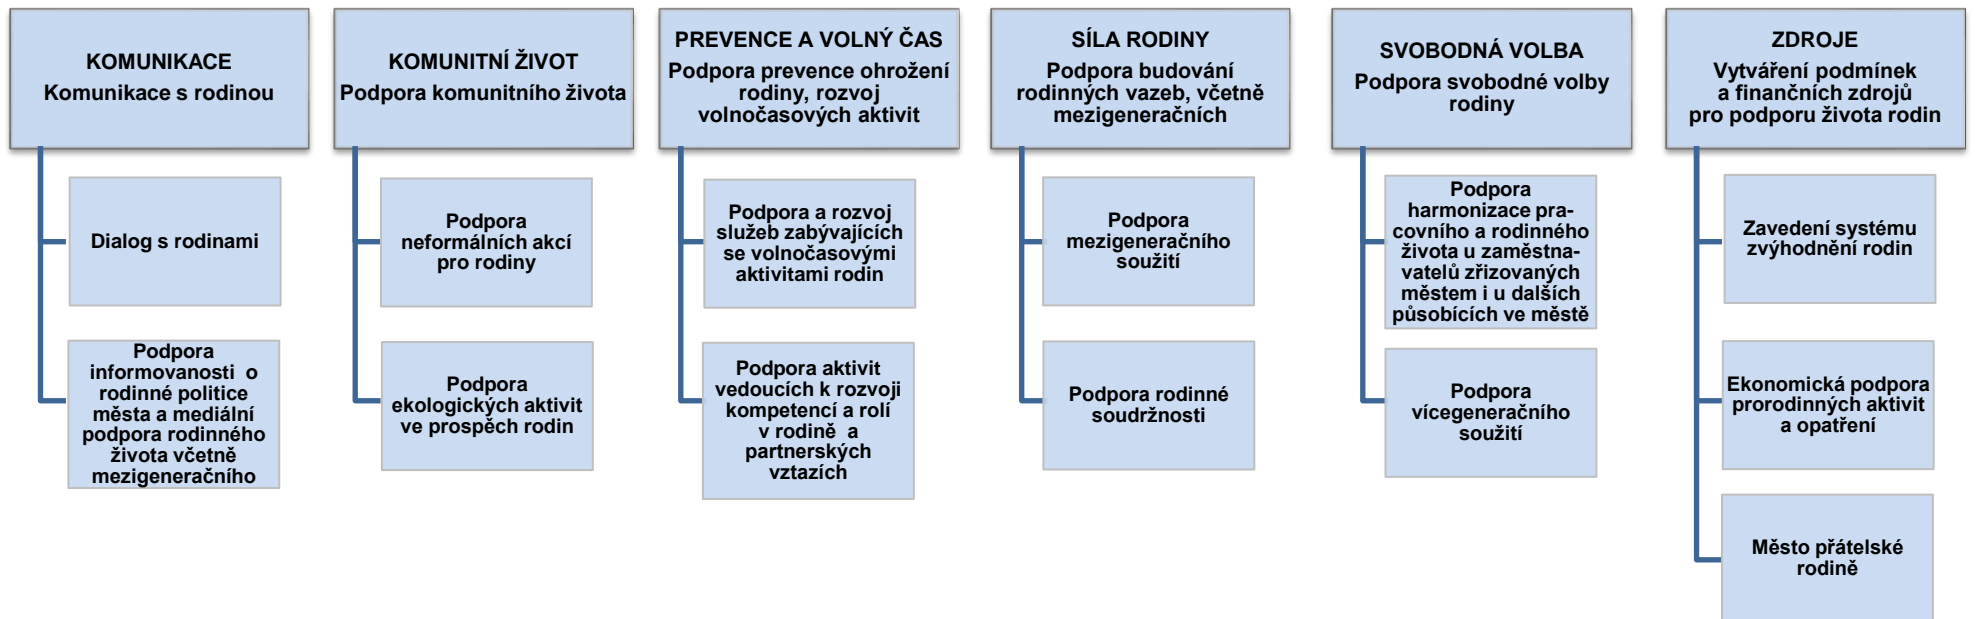 KOMUNIKACE
Komunikace s rodinou
Dialog s rodinami
Podpora
informovanosti o
rodinné politice
města a mediální
podpora rodinného
života včetně
mezigeneračního
KOMUNITNÍ ŽIVOT
Podpora komunitního života
Podpora
neformálních akcí
pro rodiny
Podpora
ekologických aktivit
ve prospěch rodin
PREVENCE A VOLNÝ ČAS
Podpora prevence ohrožení
rodiny, rozvoj
volnočasových aktivit
Podpora a rozvoj
služeb zabývajících
se volnočasovými
aktivitami rodin
Podpora aktivit
vedoucích k rozvoji
kompetencí a rolí
v rodině a
partnerských
vztazích
SÍLA RODINY
Podpora budování
rodinných vazeb, včetně
mezigeneračních
Podpora
mezigeneračního
soužití
Podpora rodinné
soudržnosti
SVOBODNÁ VOLBA
Podpora svobodné volby
rodiny
Podpora
harmonizace pra-
covního a rodinného
života u zaměstna-
vatelů zřizovaných
městem i u dalších
působících ve městě
Podpora
vícegeneračního
soužití
ZDROJE
Vytváření podmínek
a finančních zdrojů
pro podporu života rodin
Zavedení systému
zvýhodnění rodin
Ekonomická podpora
prorodinných aktivit
a opatření
Město přátelské
rodině